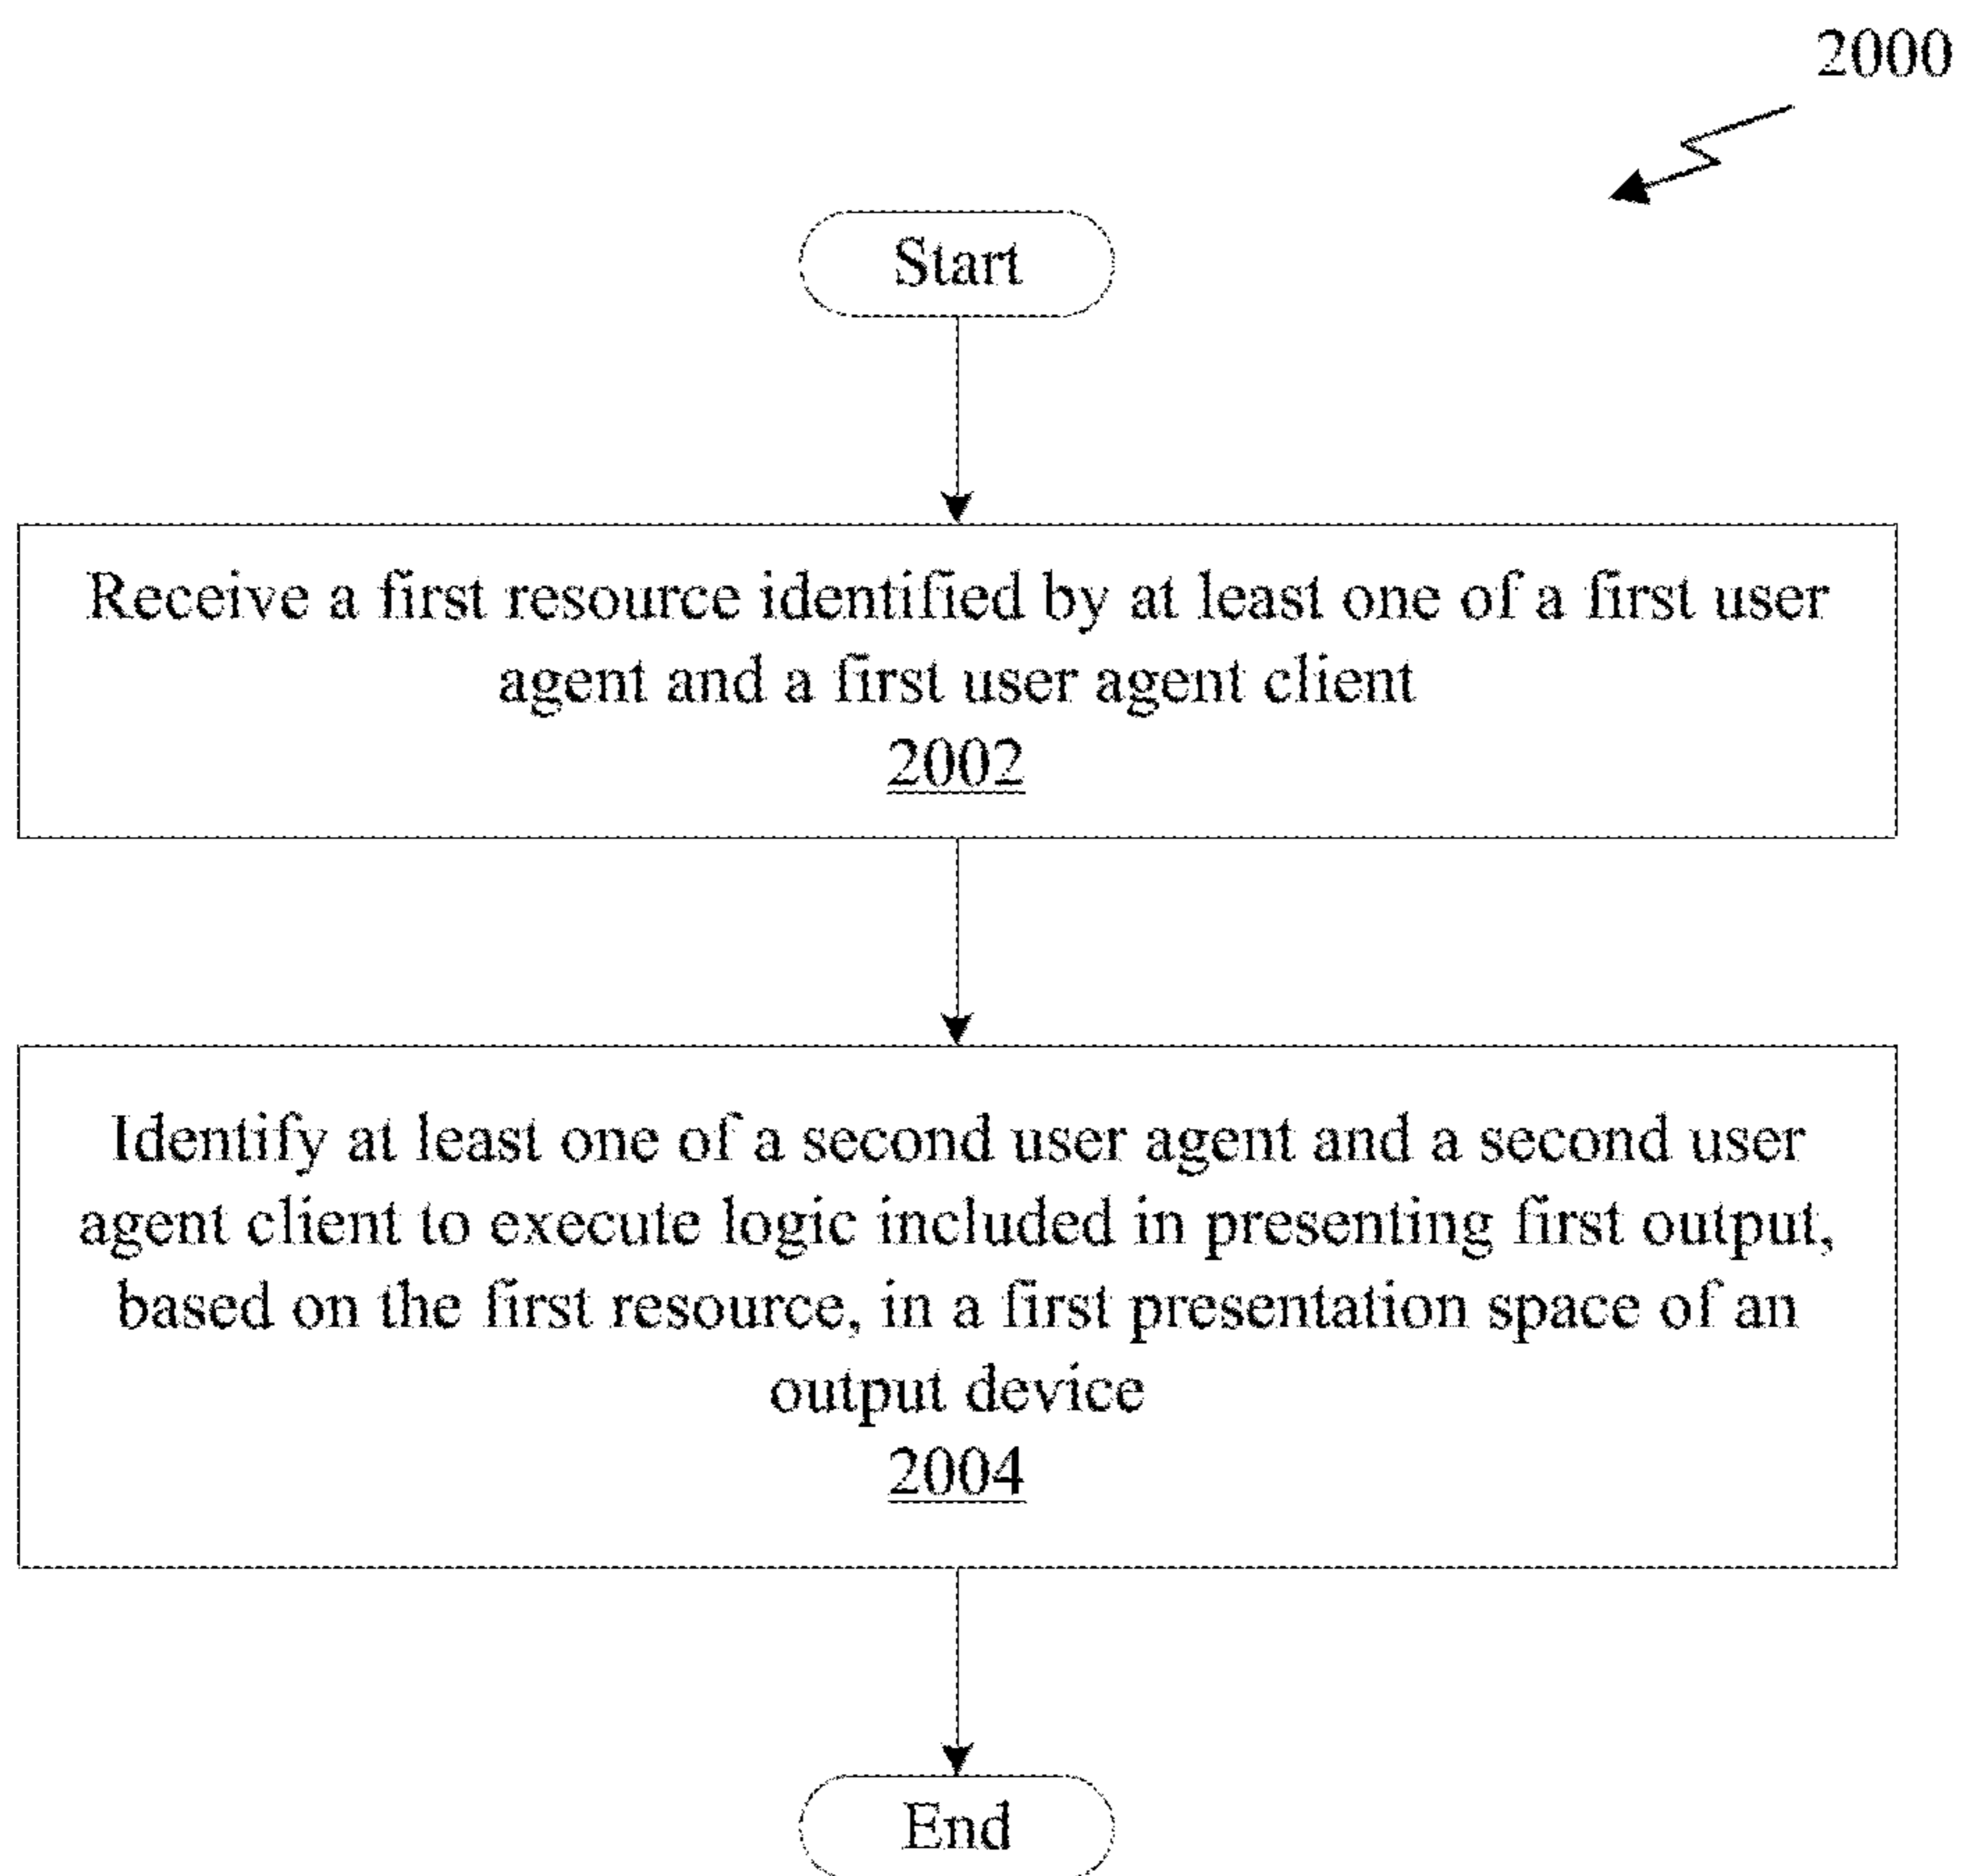 2000
Start
Receive a first resource identified by at least one of a first user
agent and a first user agent client
2002
Identify at least one of a second user agent and a second user
agent client to execute logic included in presenting first output,
based on the first resource, in a first presentation space of an
output device
2004
End